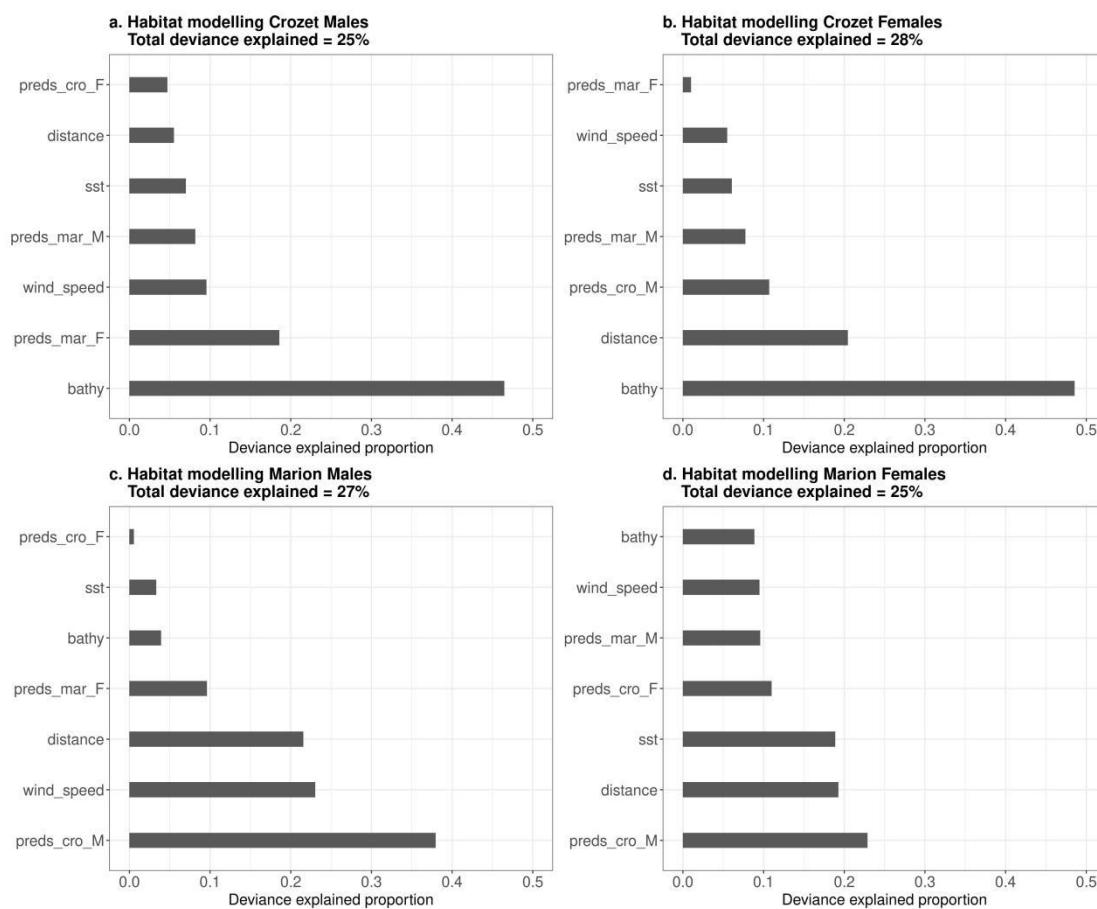 a. Habitat modelling Crozet Males
Total deviance explained = 25%
preds_cro_F
distance
sst
preds_mar_M
wind_speed
preds_mar_F
bathy
0.0 0.1 0.2 0.3 0.4 0.5
Deviance explained proportion
b. Habitat modelling Crozet Females
Total deviance explained = 28%
preds_mar_F
wind_speed
sst
preds_mar_M
preds_cro_M
distance
bathy
0.0 0.1 0.2 0.3 0.4 0.5
Deviance explained proportion
c. Habitat modelling Marion Males
Total deviance explained = 27%
preds_cro_F
sst
bathy
preds_mar_F
distance
wind_speed
preds_cro_M
0.0 0.1 0.2 0.3 0.4 0.5
Deviance explained proportion
d. Habitat modelling Marion Females
Total deviance explained = 25%
bathy
wind_speed
preds_mar_M
preds_cro_F
sst
distance
preds_cro_M
0.0 0.1 0.2 0.3 0.4 0.5
Deviance explained proportion